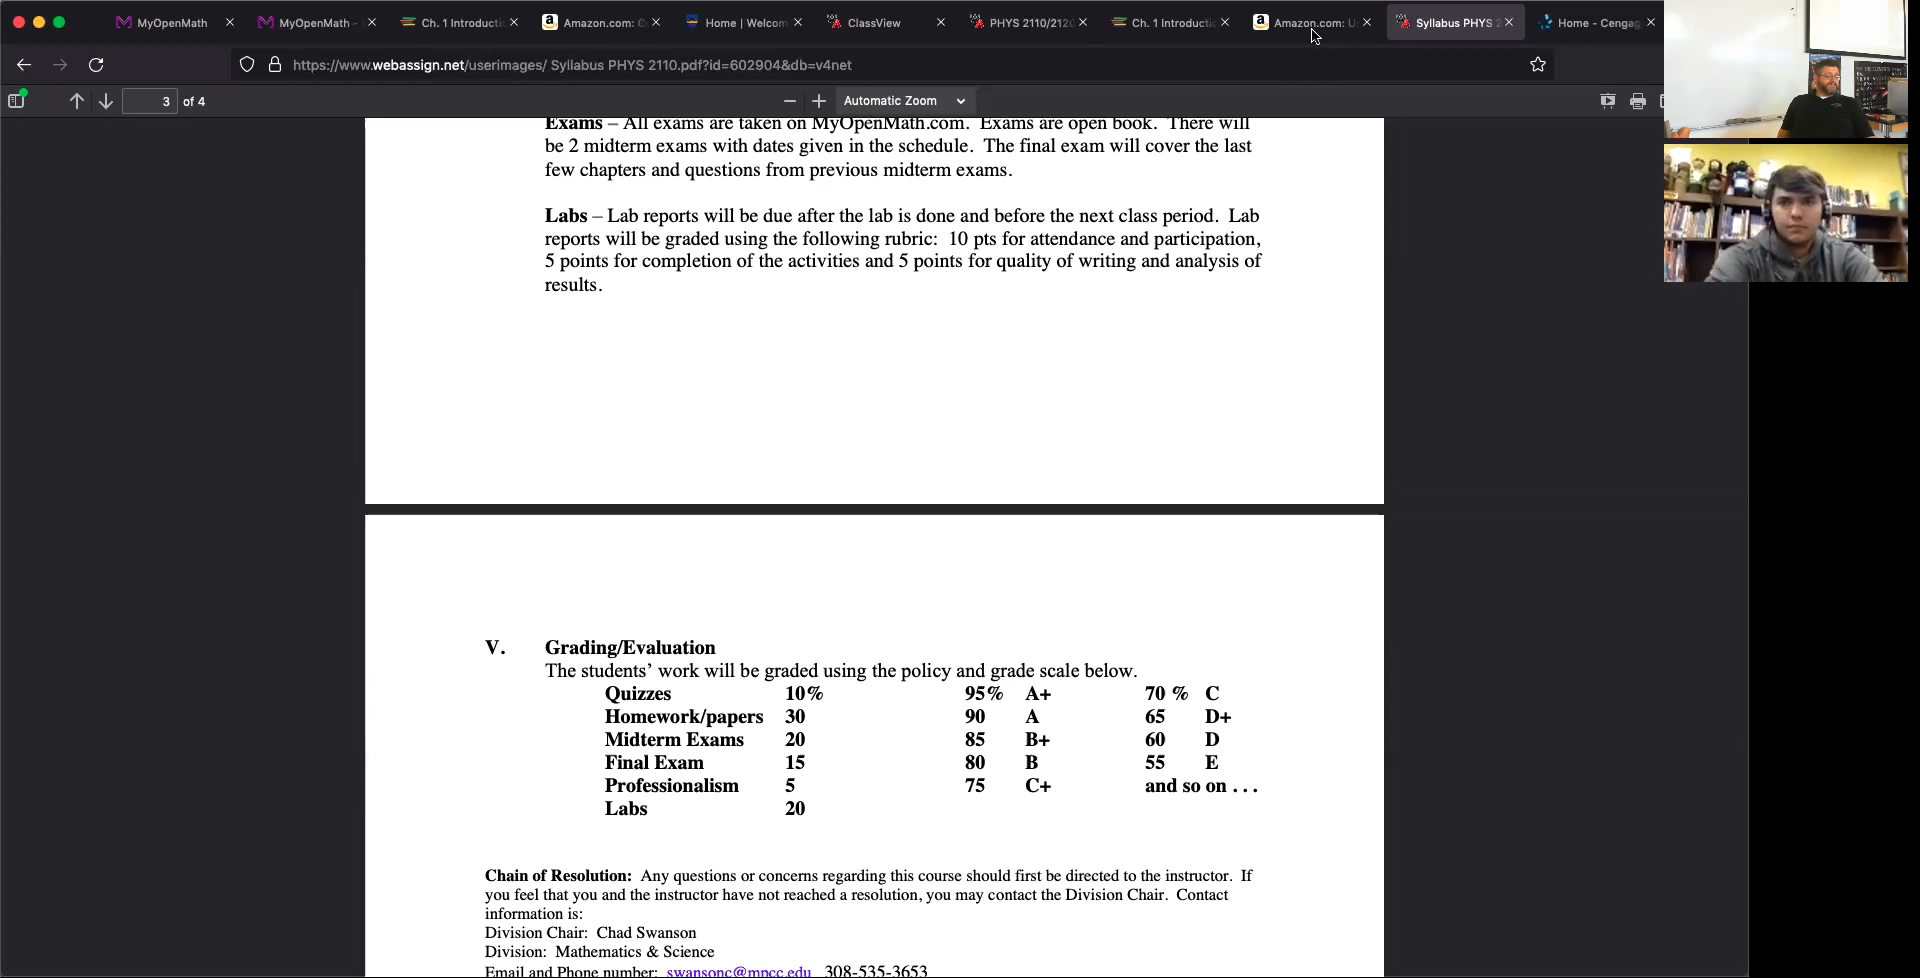 MyOpenMath
MyOpenMath -
Ch. 1 Introducti
Amazon.com:
Home | Welcom
ClassView
PHYS 2110/212
Ch. 1 Introducti
Amazon.com: U
Syllabus PHYS 2
Home - Cengag
https://www.webassign.net/userimages/ Syllabus PHYS 2110.pdf?id=602904&db=v4net
3 of 4
Automatic Zoom
Exams – All exams are taken on MyOpenMath.com. Exams are open book. There will
be 2 midterm exams with dates given in the schedule. The final exam will cover the last
few chapters and questions from previous midterm exams.
Labs – Lab reports will be due after the lab is done and before the next class period. Lab
reports will be graded using the following rubric: 10 pts for attendance and participation,
5 points for completion of the activities and 5 points for quality of writing and analysis of
results.
V. Grading/Evaluation
The students’ work will be graded using the policy and grade scale below.
Quizzes 10% 95% A+ 70 % C
Homework/papers 30 90 A 65 D+
Midterm Exams 20 85 B+ 60 D
Final Exam 15 80 B 55 E
Professionalism 5 75 C+ and so on . . .
Labs 20
Chain of Resolution: Any questions or concerns regarding this course should first be directed to the instructor. If
you feel that you and the instructor have not reached a resolution, you may contact the Division Chair. Contact
information is:
Division Chair: Chad Swanson
Division: Mathematics & Science
Email and Phone number: swansonc@mpcc.edu 308-535-3653